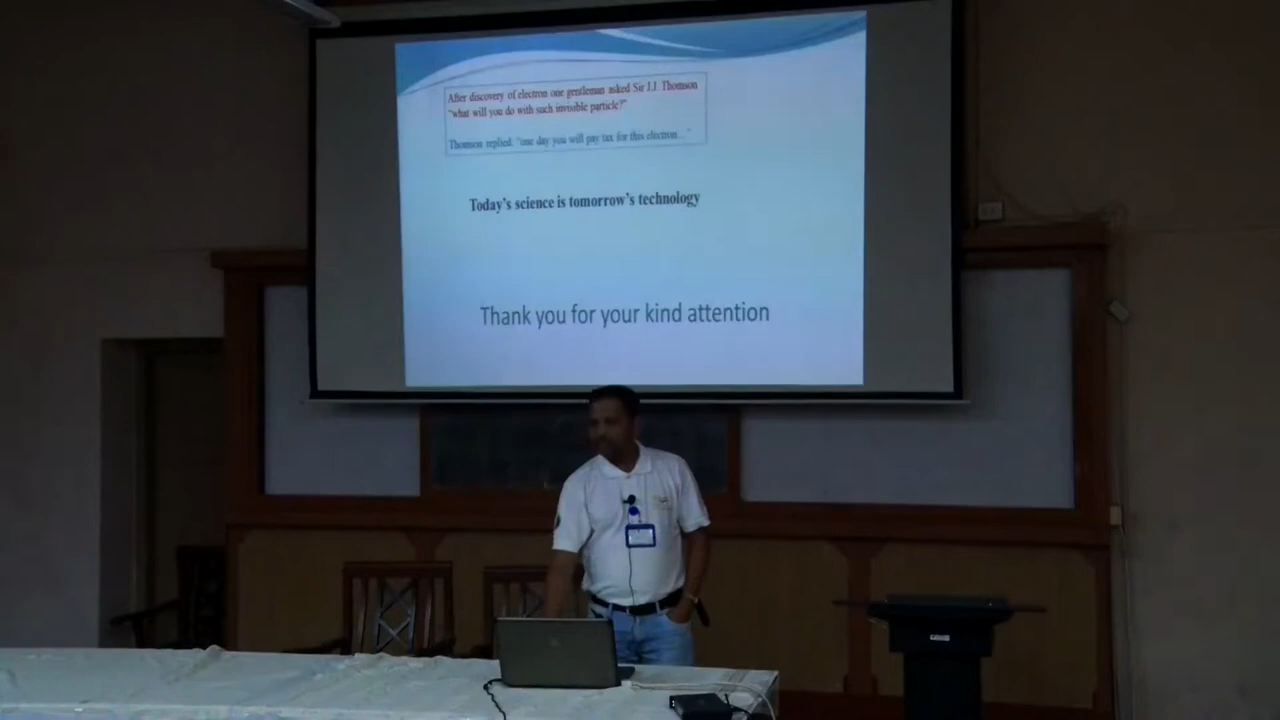 After discovery of electron one gentleman asked Sir J.J. Thomson
"what will you do with such invisible particle?"
Thomson replied: "one day you will pay tax for this electron..."
Today's science is tomorrow's technology
Thank you for your kind attention